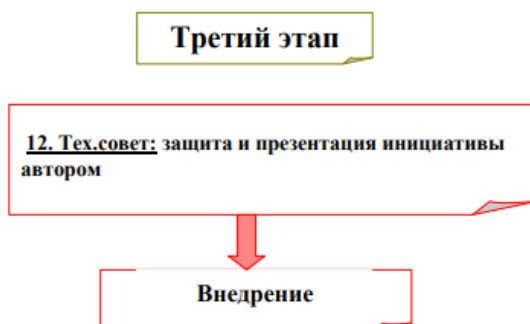 Третий этап
12. Тех.совет: защита и презентация инициативы
автором
Внедрение